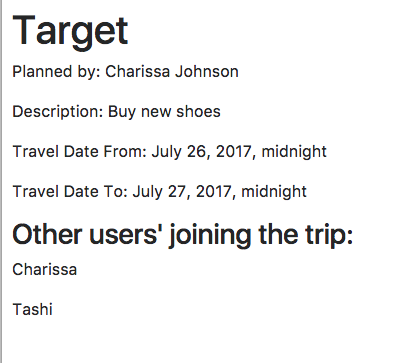 Target
Planned by: Charissa Johnson
Description: Buy new shoes
Travel Date From: July 26, 2017, midnight
Travel Date To: July 27, 2017, midnight
Other users' joining the trip:
Charissa
Tashi